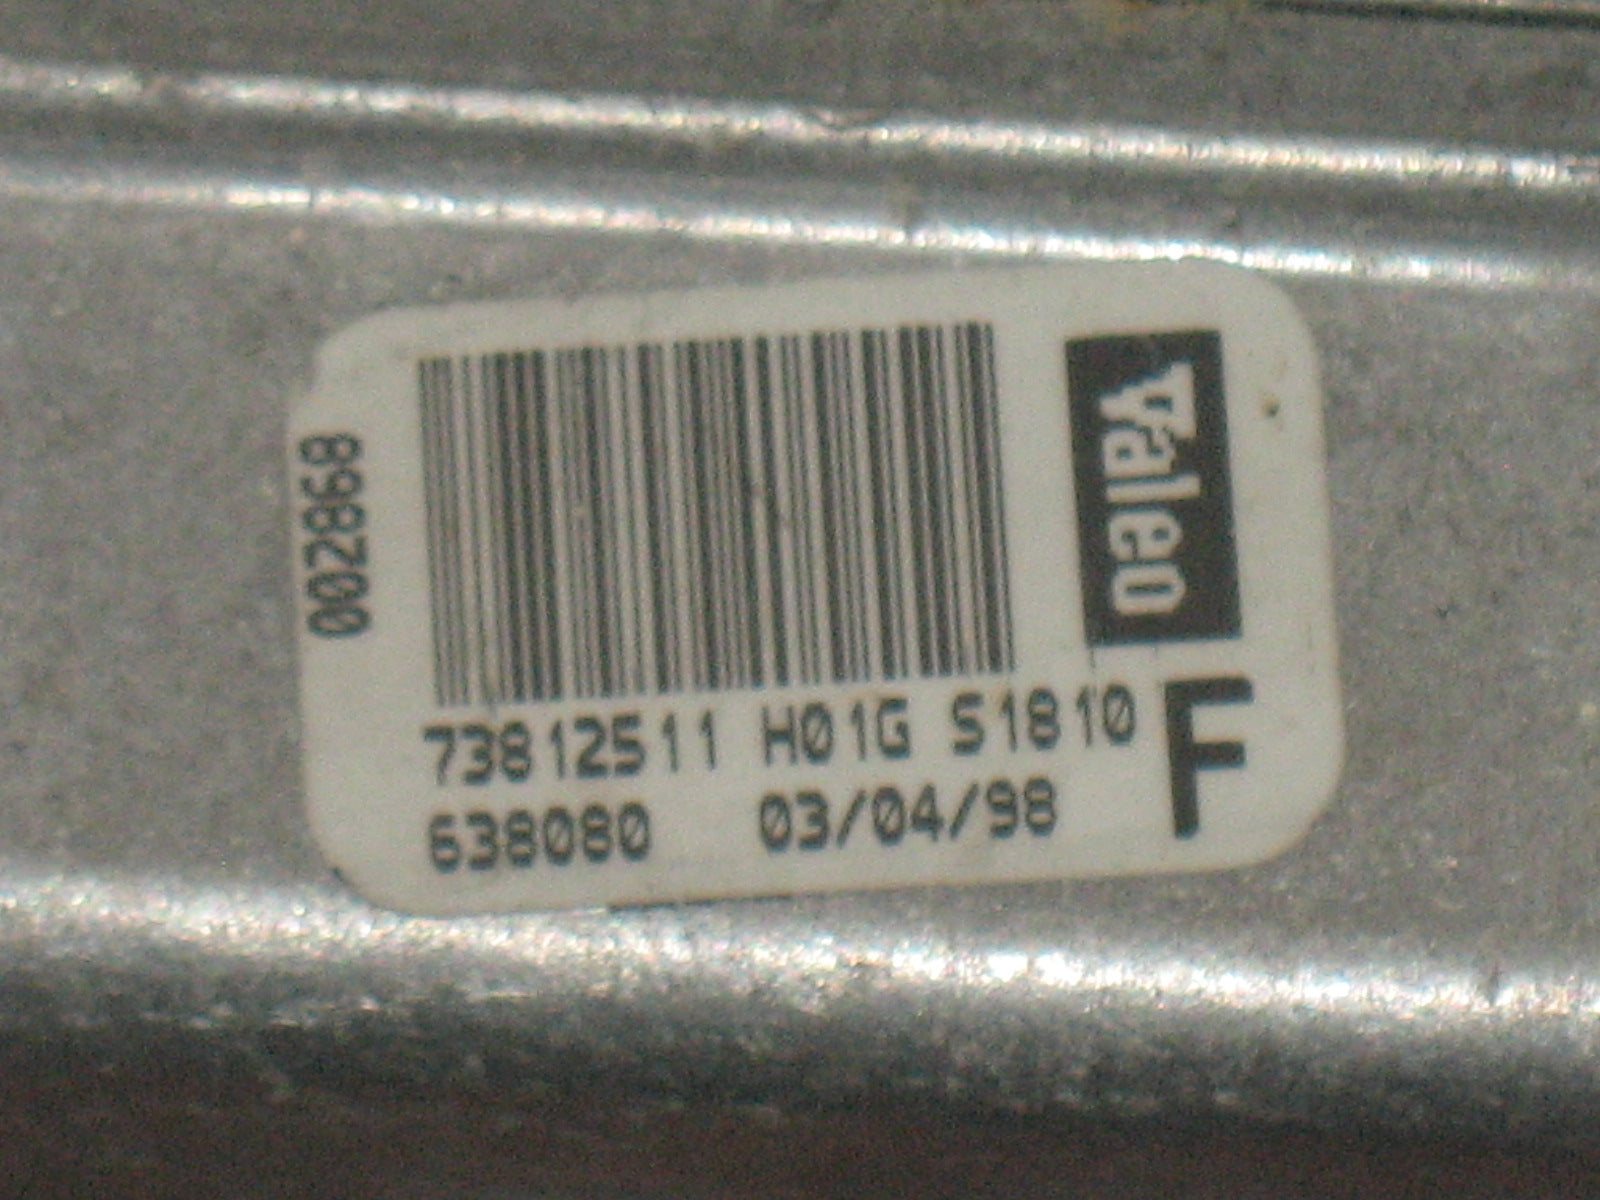 002868
Valeo
73812511 H01G S1810
638080 03/04/98
F